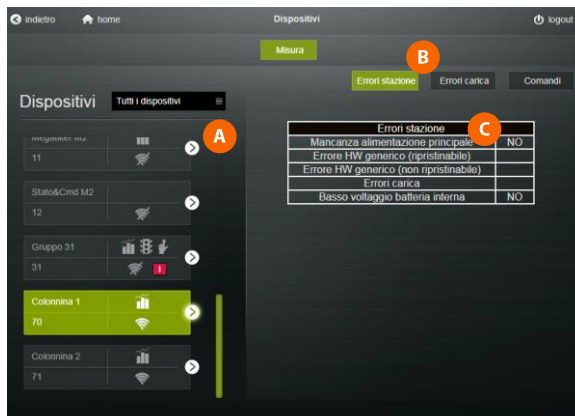 indietro home Dispositivi logout
Misura
B
Errori stazione Errori carica Comandi
Dispositivi Tutti i dispositivi
A
C
Errori stazione
Mancanza alimentazione principale NO
Errore HW generico (ripristinabile)
Errore HW generico (non ripristinabile)
Errori carica
Basso voltaggio batteria interna NO
11
Stato&Cmd M2
12
Gruppo 31
31
Colonnina 1
70
Colonnina 2
71